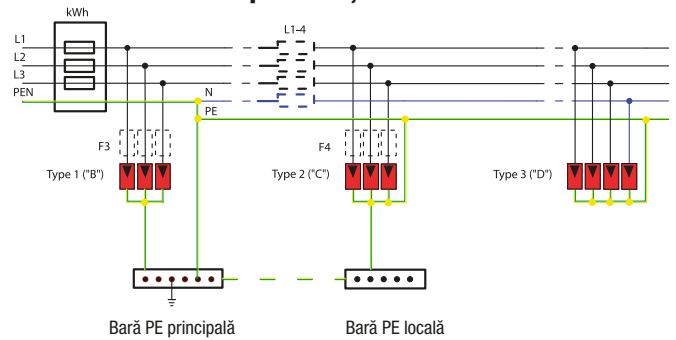 kWh
L1
L2
L3
PEN
N
PE
L1-4
F3
F4
Type 1 ("B")
Type 2 ("C")
Type 3 ("D")
Bară PE principală
Bară PE locală